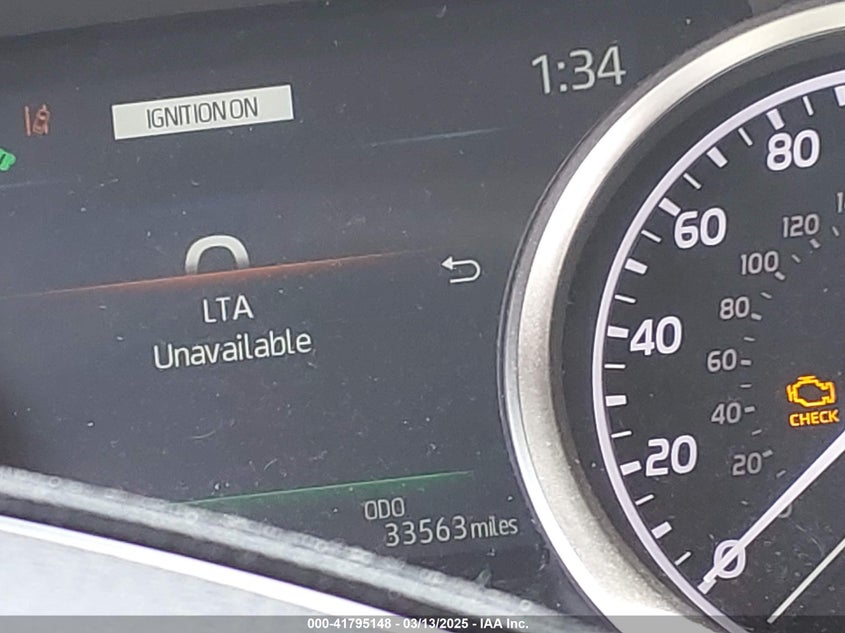 IGNITION ON
1:34
LTA
Unavailable
ODO
33563 miles
80
60
40
20
0
120
100
80
60
40
20
CHECK
000-41795148 - 03/13/2025 - IAA Inc.